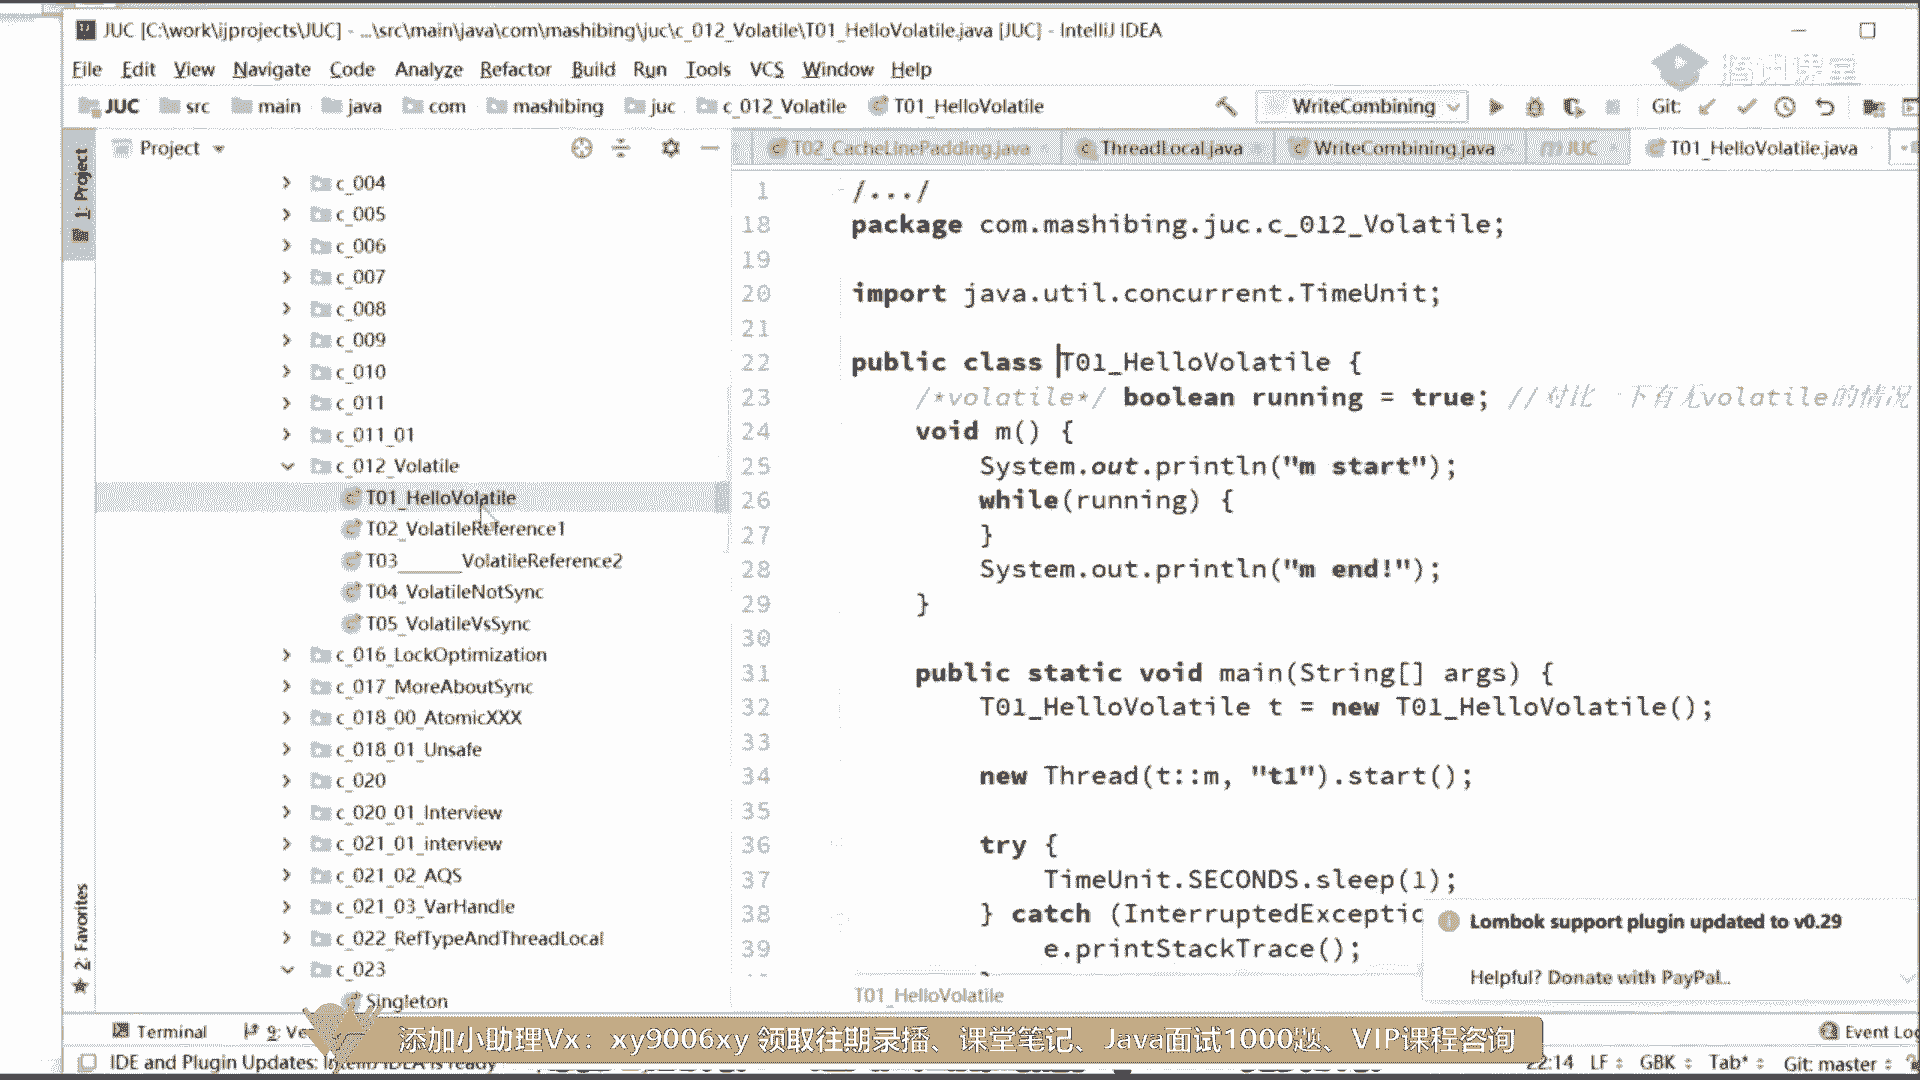 JUC [C:\work\ijprojects\JUC] - ...\src\main\java\com\mashibing\juc\c_012_Volatile\T01_HelloVolatile.java [JUC] - IntelliJ IDEA
File Edit View Navigate Code Analyze Refactor Build Run Tools VCS Window Help
腾讯课堂
JUC src main java com mashibing juc c_012_Volatile T01_HelloVolatile WriteCombining Git:
1: Project
Project
T02_CacheLinePadding.java ThreadLocal.java WriteCombining.java JUC T01_HelloVolatile.java
c_004
c_005
c_006
c_007
c_008
c_009
c_010
c_011
c_011_01
c_012_Volatile
T01_HelloVolatile
T02_VolatileReference1
T03______VolatileReference2
T04_VolatileNotSync
T05_VolatileVsSync
c_016_LockOptimization
c_017_MoreAboutSync
c_018_00_AtomicXXX
c_018_01_Unsafe
c_020
c_020_01_Interview
c_021_01_interview
c_021_02_AQS
c_021_03_VarHandle
c_022_RefTypeAndThreadLocal
c_023
Singleton
2: Favorites
1 /.../
18 package com.mashibing.juc.c_012_Volatile;
19
20 import java.util.concurrent.TimeUnit;
21
22 public class T01_HelloVolatile {
23 /*volatile*/ boolean running = true; //对比一下有无volatile的情况
24 void m() {
25 System.out.println("m start");
26 while(running) {
27 }
28 System.out.println("m end!");
29 }
30
31 public static void main(String[] args) {
32 T01_HelloVolatile t = new T01_HelloVolatile();
33
34 new Thread(t::m, "t1").start();
35
36 try {
37 TimeUnit.SECONDS.sleep(1);
38 } catch (InterruptedExceptic
39 e.printStackTrace();
T01_HelloVolatile
Lombok support plugin updated to v0.29
Helpful? Donate with PayPal...
Terminal 9: Ve
Event Log
添加小助理Vx：xy9006xy 领取往期录播、课堂笔记、Java面试1000题、VIP课程咨询
IDE and Plugin Updates: IntelliJ IDEA is ready
22:14 LF GBK Tab* Git: master